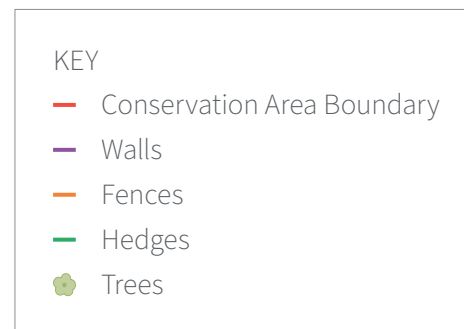 KEY
Conservation Area Boundary
Walls
Fences
Hedges
Trees